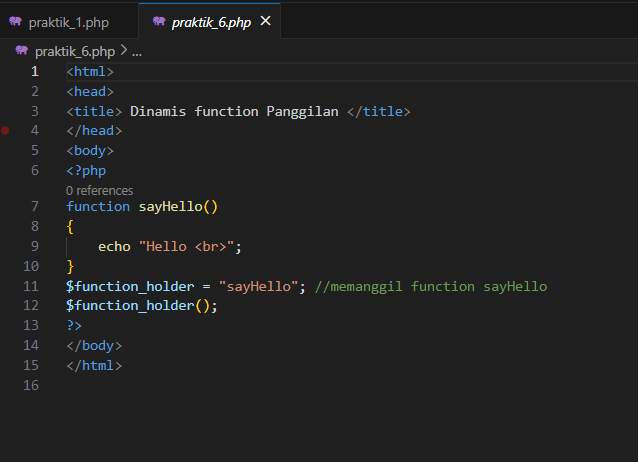 praktik_1.php praktik_6.php ×
praktik_6.php > ...
1 <html>
2 <head>
3 <title> Dinamis function Panggilan </title>
4 </head>
5 <body>
6 <?php
0 references
7 function sayHello()
8 {
9     echo "Hello <br>";
10 }
11 $function_holder = "sayHello"; //memanggil function sayHello
12 $function_holder();
13 ?>
14 </body>
15 </html>
16